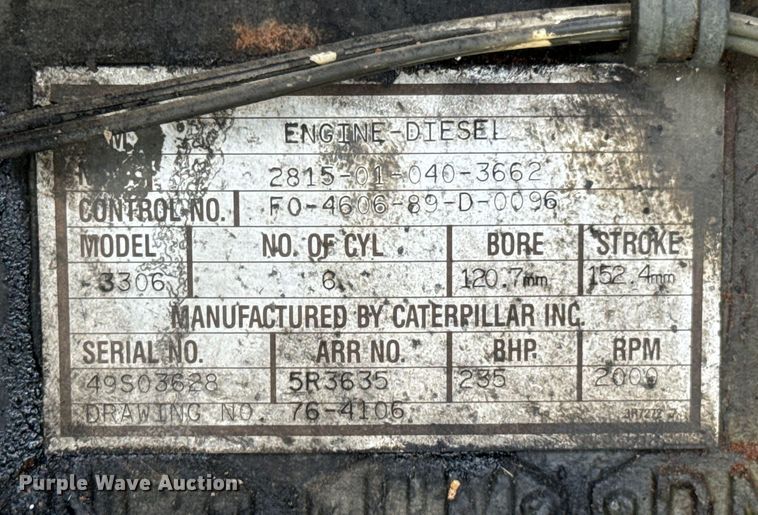 ENGINE-DIESEL
2815-01-040-3662
CONTROL NO. FO-4606-89-D-0096
MODEL NO. OF CYL BORE STROKE
3306 6 120.7mm 152.4mm
MANUFACTURED BY CATERPILLAR INC.
SERIAL NO. ARR NO. BHP. RPM
49S03628 5R3635 235 2000
DRAWING NO. 76-4106
Purple Wave Auction